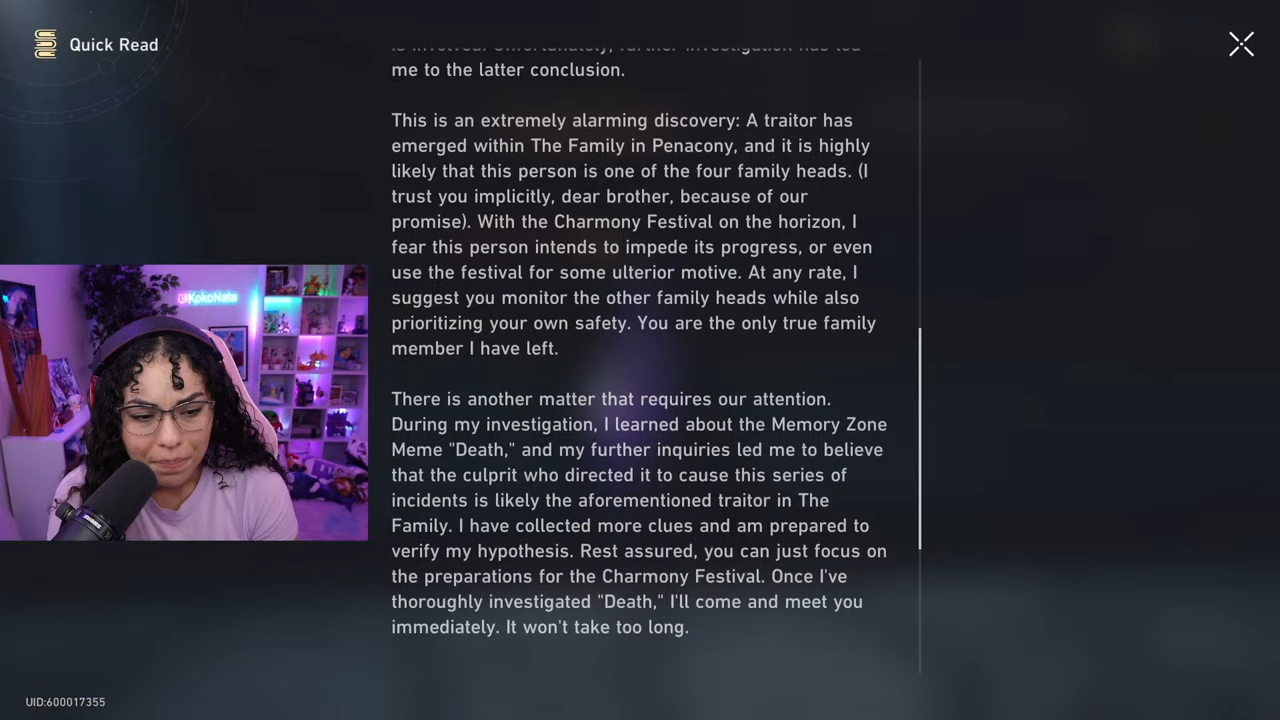 Quick Read
is involved. Unfortunately, further investigation has led
me to the latter conclusion.
This is an extremely alarming discovery: A traitor has
emerged within The Family in Penacony, and it is highly
likely that this person is one of the four family heads. (I
trust you implicitly, dear brother, because of our
promise). With the Charmony Festival on the horizon, I
fear this person intends to impede its progress, or even
use the festival for some ulterior motive. At any rate, I
suggest you monitor the other family heads while also
prioritizing your own safety. You are the only true family
member I have left.
There is another matter that requires our attention.
During my investigation, I learned about the Memory Zone
Meme "Death," and my further inquiries led me to believe
that the culprit who directed it to cause this series of
incidents is likely the aforementioned traitor in The
Family. I have collected more clues and am prepared to
verify my hypothesis. Rest assured, you can just focus on
the preparations for the Charmony Festival. Once I've
thoroughly investigated "Death," I'll come and meet you
immediately. It won't take too long.
KokoNata
UID:600017355